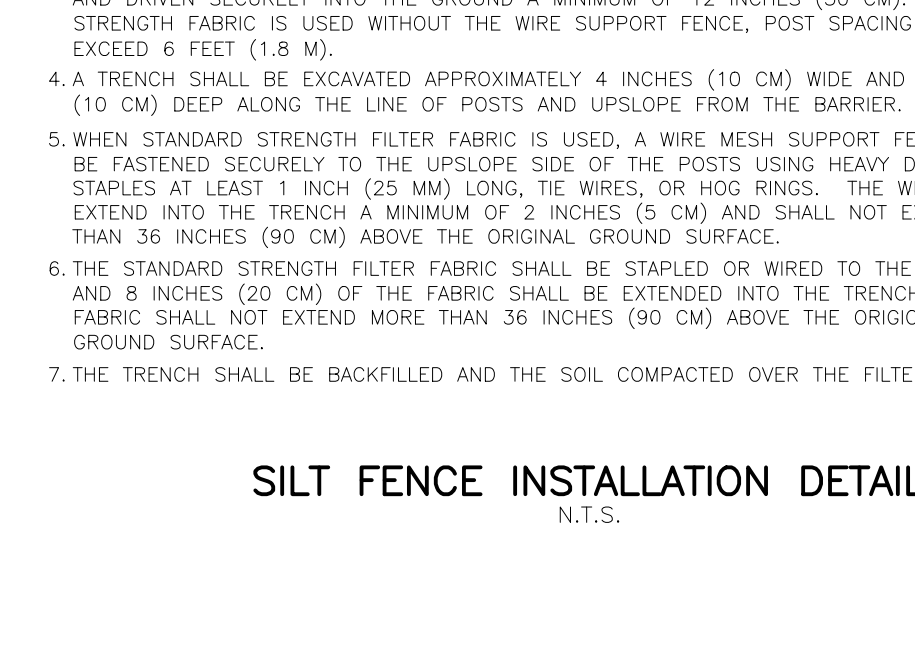 AND DRIVEN SECURELY INTO THE GROUND A MINIMUM OF 12 INCHES (30 CM).
STRENGTH FABRIC IS USED WITHOUT THE WIRE SUPPORT FENCE, POST SPACING
EXCEED 6 FEET (1.8 M).
4. A TRENCH SHALL BE EXCAVATED APPROXIMATELY 4 INCHES (10 CM) WIDE AND
(10 CM) DEEP ALONG THE LINE OF POSTS AND UPSLOPE FROM THE BARRIER.
5. WHEN STANDARD STRENGTH FILTER FABRIC IS USED, A WIRE MESH SUPPORT FE
BE FASTENED SECURELY TO THE UPSLOPE SIDE OF THE POSTS USING HEAVY D
STAPLES AT LEAST 1 INCH (25 MM) LONG, TIE WIRES, OR HOG RINGS. THE WI
EXTEND INTO THE TRENCH A MINIMUM OF 2 INCHES (5 CM) AND SHALL NOT E
THAN 36 INCHES (90 CM) ABOVE THE ORIGINAL GROUND SURFACE.
6. THE STANDARD STRENGTH FILTER FABRIC SHALL BE STAPLED OR WIRED TO THE
AND 8 INCHES (20 CM) OF THE FABRIC SHALL BE EXTENDED INTO THE TRENCH
FABRIC SHALL NOT EXTEND MORE THAN 36 INCHES (90 CM) ABOVE THE ORIGIC
GROUND SURFACE.
7. THE TRENCH SHALL BE BACKFILLED AND THE SOIL COMPACTED OVER THE FILTE
SILT FENCE INSTALLATION DETAIL
N.T.S.